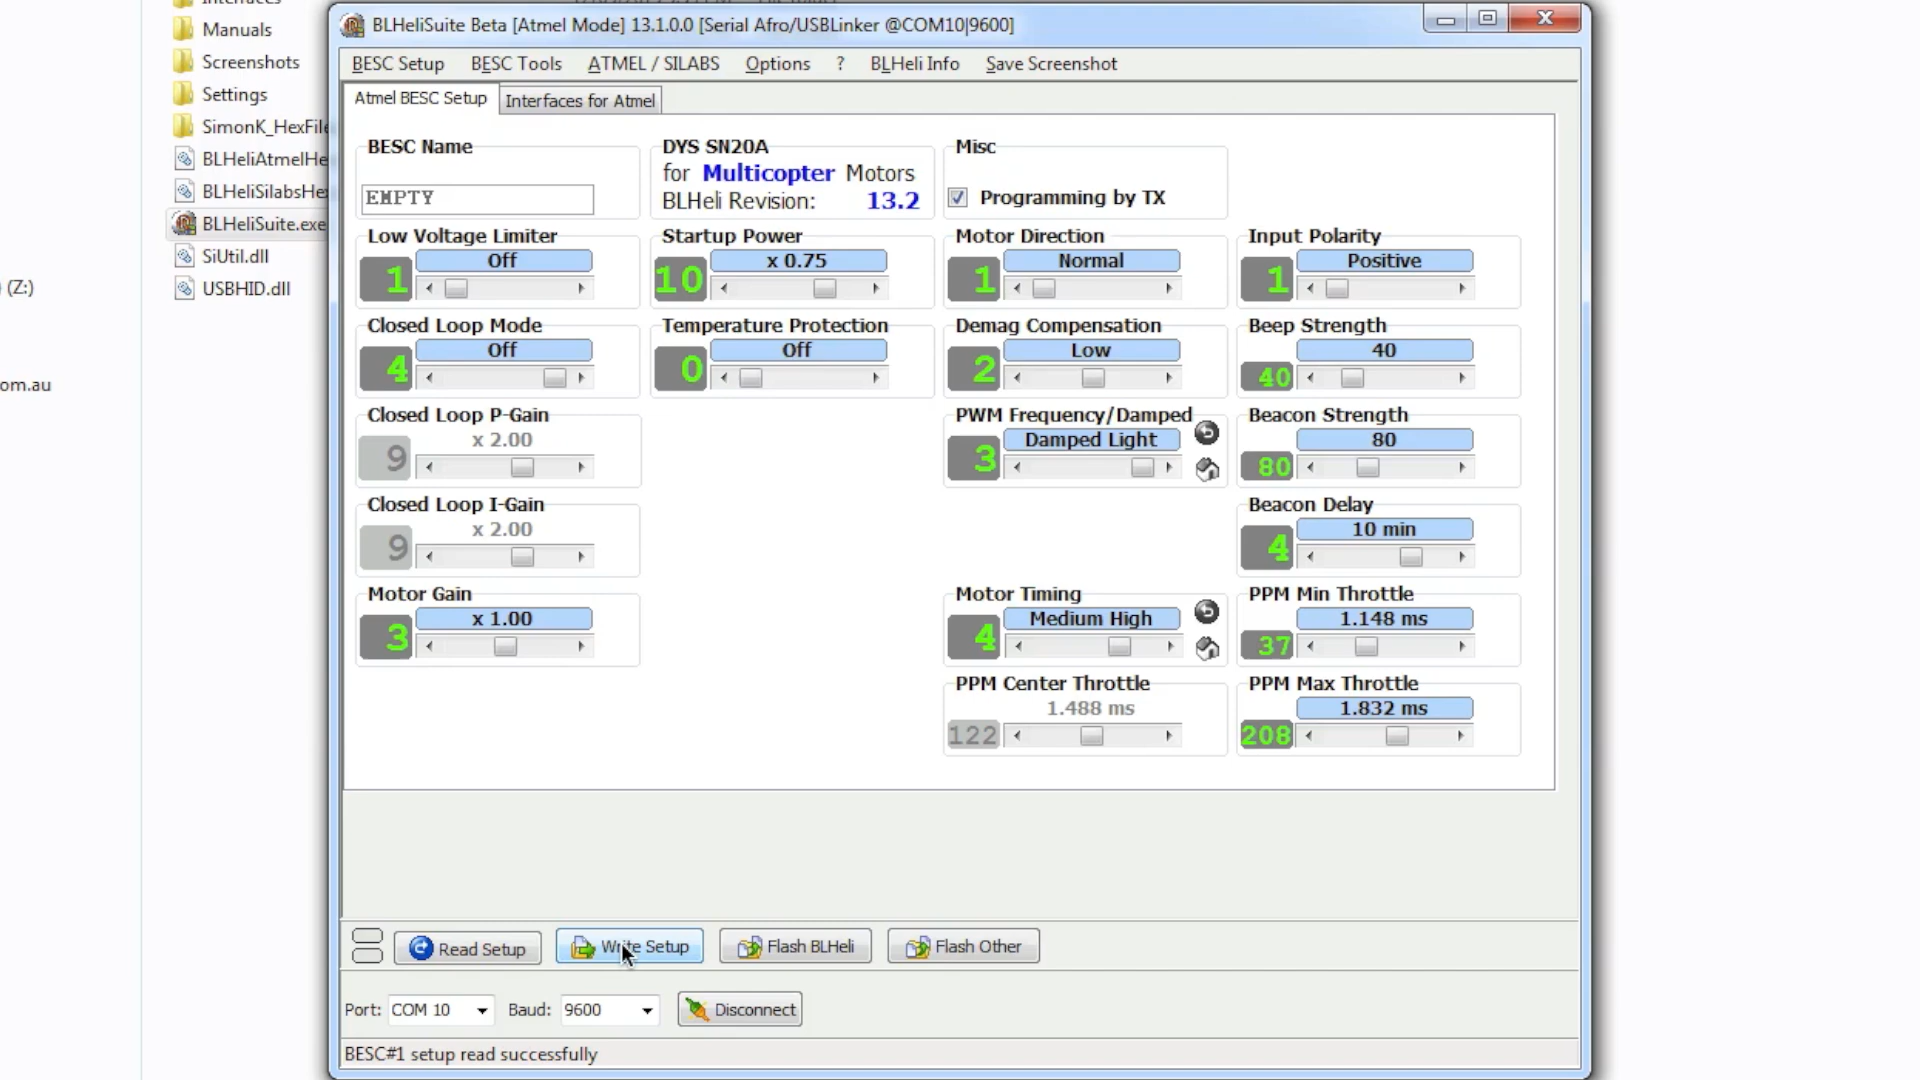 Interfaces
Manuals
Screenshots
Settings
SimonK_HexFile
BLHeliAtmelHe
BLHeliSilabsHex
BLHeliSuite.exe
SiUtil.dll
USBHID.dll
(Z:)
om.au
BLHeliSuite Beta [Atmel Mode] 13.1.0.0 [Serial Afro/USBLinker @COM10|9600]
BESC Setup BESC Tools ATMEL / SILABS Options ? BLHeli Info Save Screenshot
Atmel BESC Setup Interfaces for Atmel
BESC Name
EMPTY
DYS SN20A
for Multicopter Motors
BLHeli Revision: 13.2
Misc
Programming by TX
Low Voltage Limiter
Off
1
Startup Power
x 0.75
10
Motor Direction
Normal
1
Input Polarity
Positive
1
Closed Loop Mode
Off
4
Temperature Protection
Off
0
Demag Compensation
Low
2
Beep Strength
40
40
Closed Loop P-Gain
x 2.00
9
PWM Frequency/Damped
Damped Light
3
Beacon Strength
80
80
Closed Loop I-Gain
x 2.00
9
Beacon Delay
10 min
4
Motor Gain
x 1.00
3
Motor Timing
Medium High
4
PPM Min Throttle
1.148 ms
37
PPM Center Throttle
1.488 ms
122
PPM Max Throttle
1.832 ms
208
Read Setup Write Setup Flash BLHeli Flash Other
Port: COM 10 Baud: 9600 Disconnect
BESC#1 setup read successfully